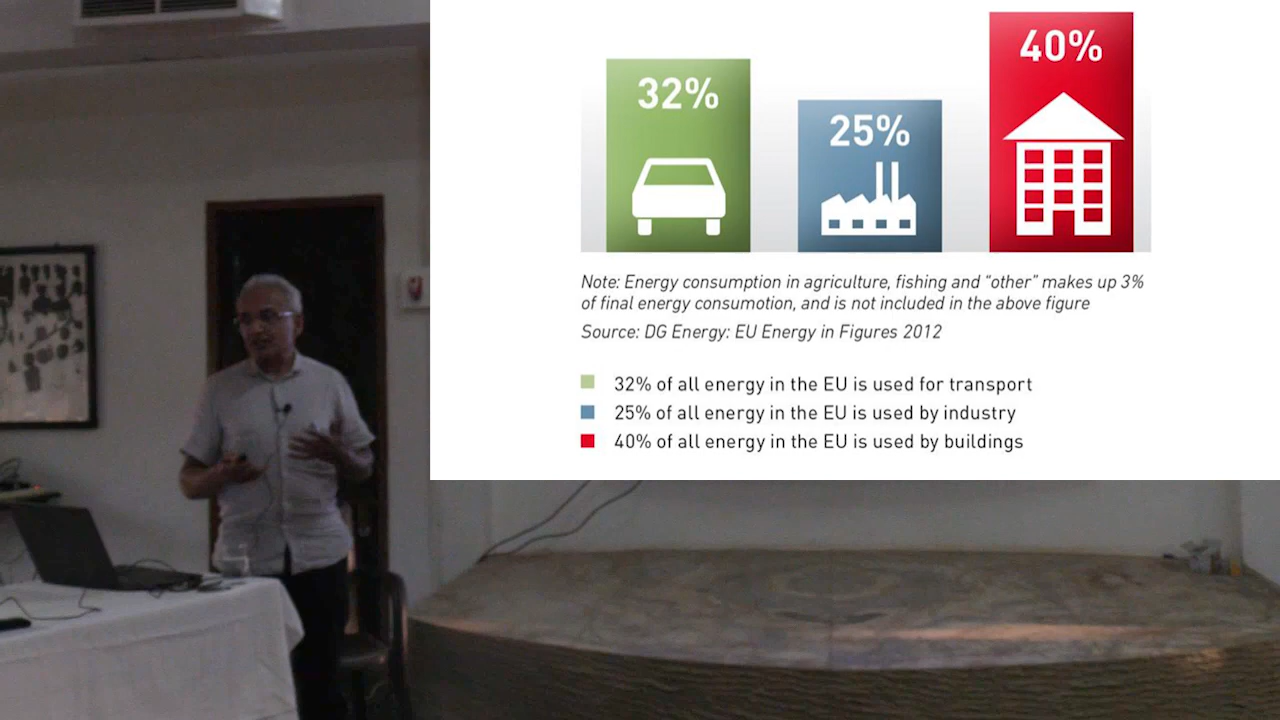 32%
25%
40%
Note: Energy consumption in agriculture, fishing and “other” makes up 3%
of final energy consumotion, and is not included in the above figure
Source: DG Energy: EU Energy in Figures 2012
32% of all energy in the EU is used for transport
25% of all energy in the EU is used by industry
40% of all energy in the EU is used by buildings